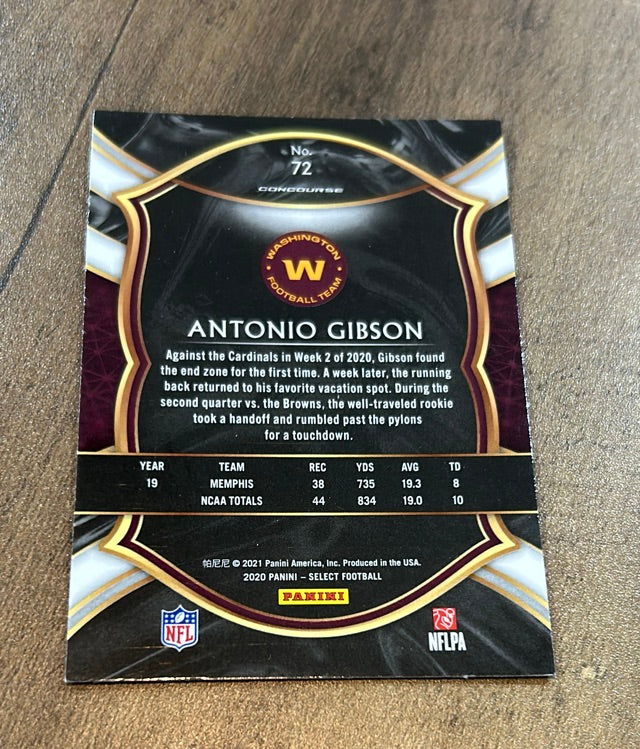 No.
72
CONCOURSE
WASHINGTON
W
FOOTBALL TEAM
ANTONIO GIBSON
Against the Cardinals in Week 2 of 2020, Gibson found
the end zone for the first time. A week later, the running
back returned to his favorite vacation spot. During the
second quarter vs. the Browns, the well-traveled rookie
took a handoff and rumbled past the pylons
for a touchdown.
YEAR TEAM REC YDS AVG TD
19 MEMPHIS 38 735 19.3 8
NCAA TOTALS 44 834 19.0 10
帕尼尼 © 2021 Panini America, Inc. Produced in the USA.
2020 PANINI – SELECT FOOTBALL
PANINI
NFL
NFLPA